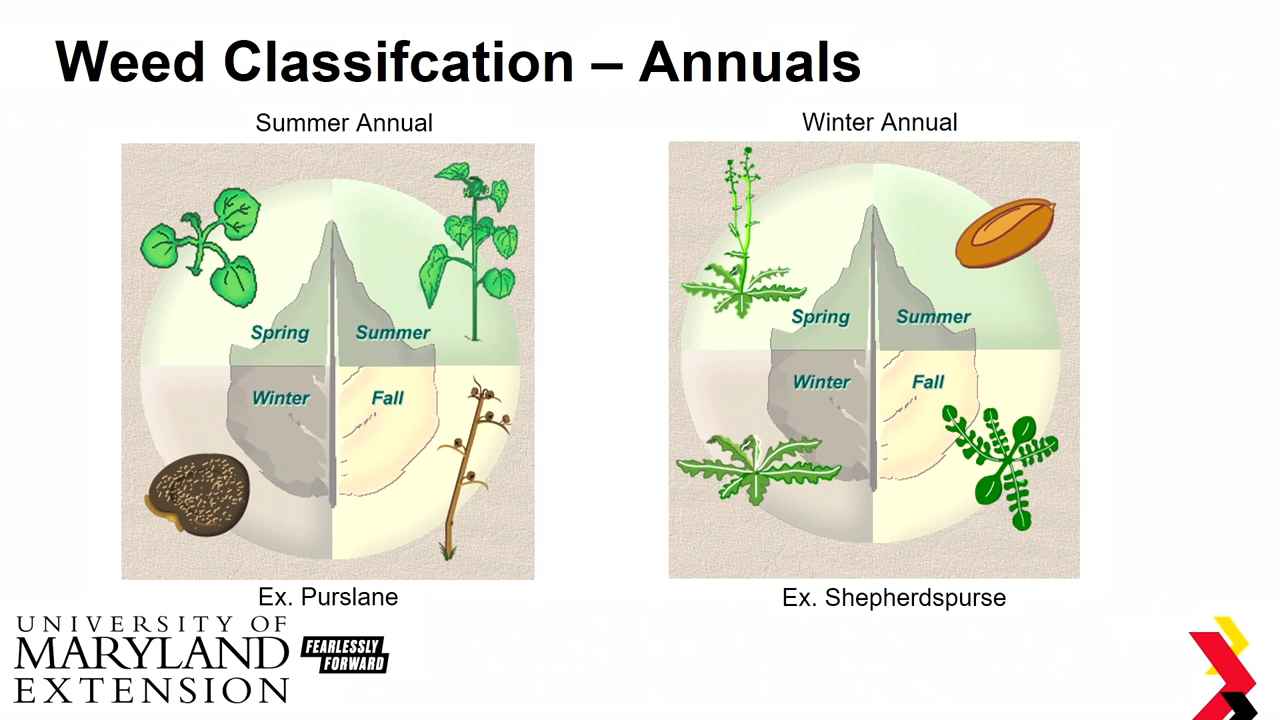 Weed Classifcation – Annuals
Summer Annual
Winter Annual
Spring
Summer
Winter
Fall
Spring
Summer
Winter
Fall
Ex. Purslane
Ex. Shepherdspurse
UNIVERSITY OF
MARYLAND
EXTENSION
FEARLESSLY
FORWARD